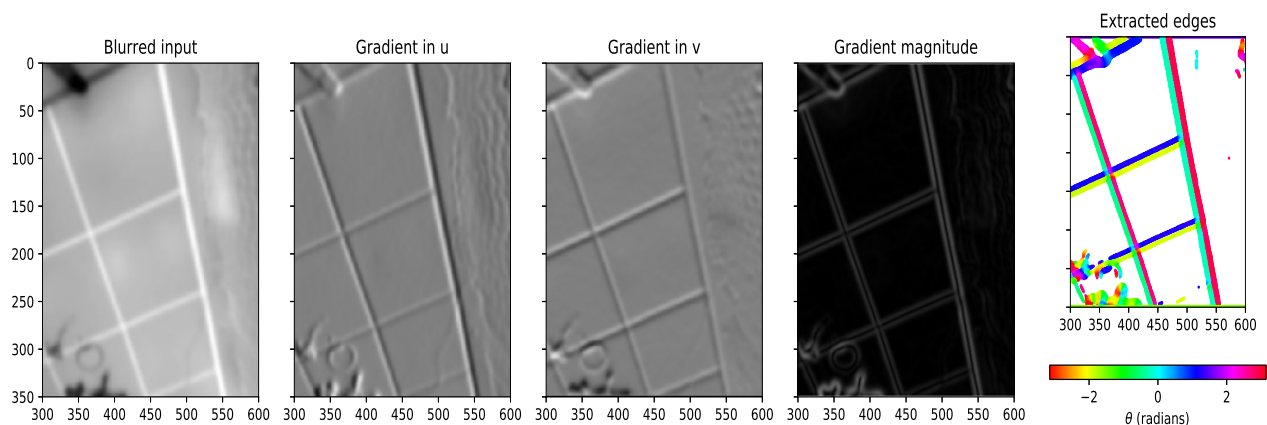 Blurred input
Gradient in u
Gradient in v
Gradient magnitude
Extracted edges
0
50
100
150
200
250
300
350
300 350 400 450 500 550 600
300 350 400 450 500 550 600
300 350 400 450 500 550 600
300 350 400 450 500 550 600
300 350 400 450 500 550 600
−2 0 2
θ (radians)